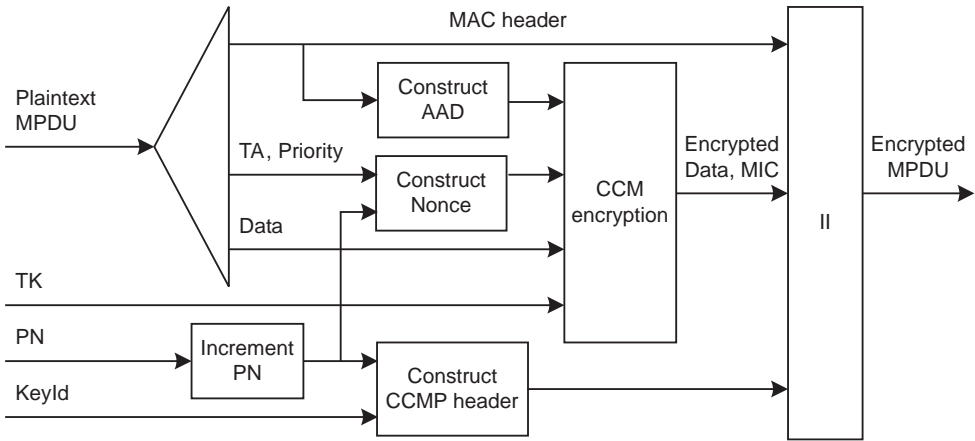 MAC header
Plaintext
MPDU
Construct
AAD
TA, Priority
Construct
Nonce
Data
CCM
encryption
Encrypted
Data, MIC
II
Encrypted
MPDU
TK
PN
Increment
PN
KeyId
Construct
CCMP header